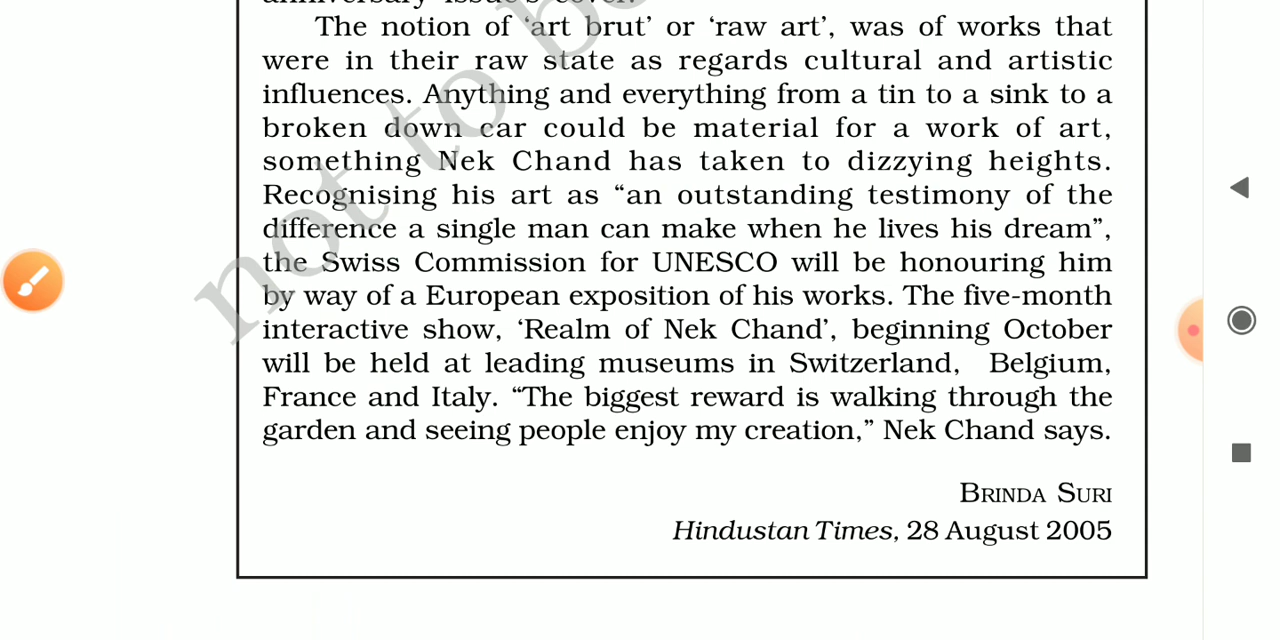 The notion of ‘art brut’ or ‘raw art’, was of works that
were in their raw state as regards cultural and artistic
influences. Anything and everything from a tin to a sink to a
broken down car could be material for a work of art,
something Nek Chand has taken to dizzying heights.
Recognising his art as “an outstanding testimony of the
difference a single man can make when he lives his dream”,
the Swiss Commission for UNESCO will be honouring him
by way of a European exposition of his works. The five-month
interactive show, ‘Realm of Nek Chand’, beginning October
will be held at leading museums in Switzerland, Belgium,
France and Italy. “The biggest reward is walking through the
garden and seeing people enjoy my creation,” Nek Chand says.
BRINDA SURI
Hindustan Times, 28 August 2005
not to b